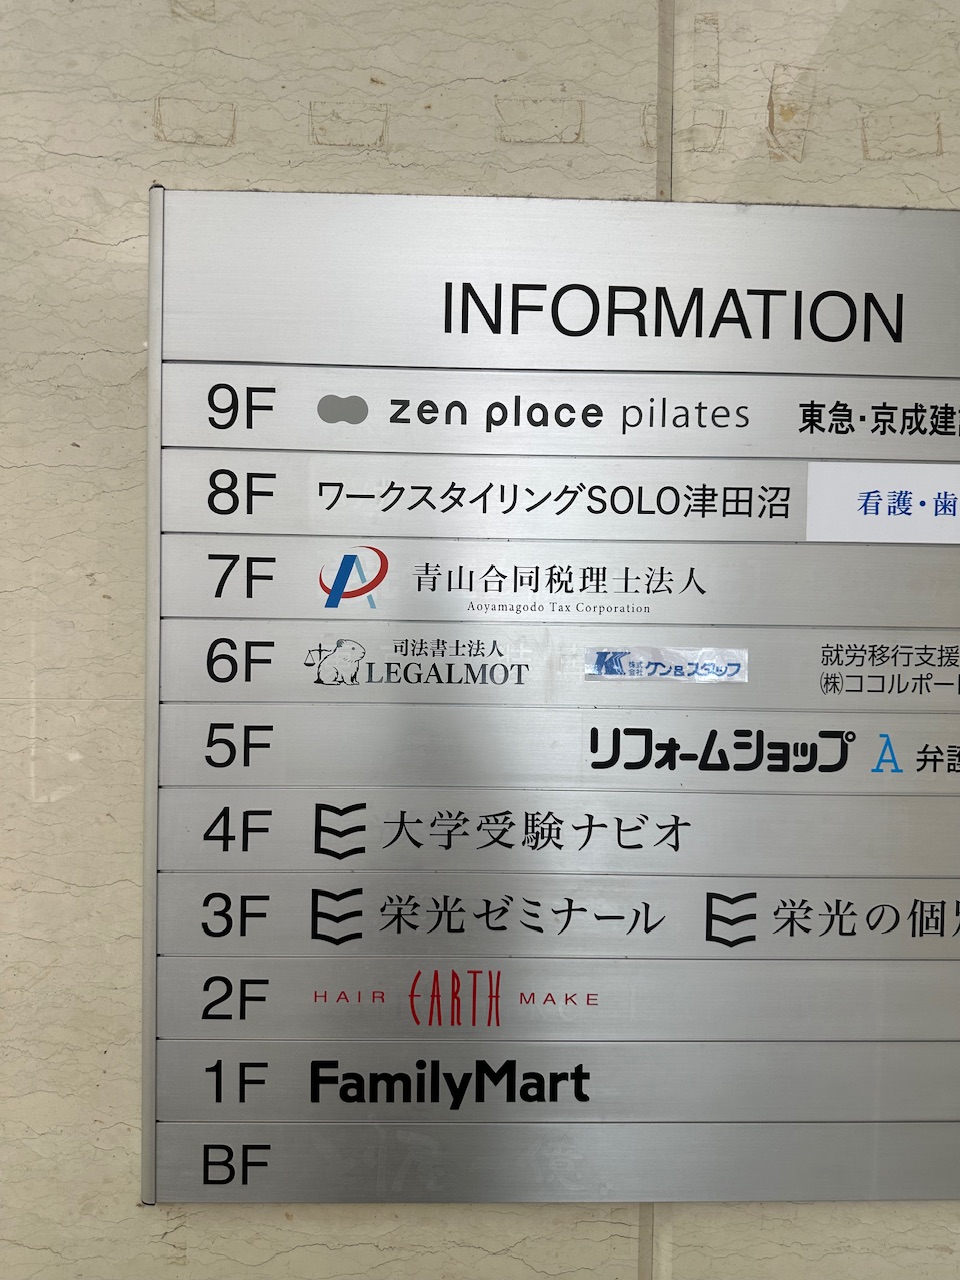 INFORMATION
9F zen place pilates 東急・京成建
8F ワークスタイリングSOLO津田沼 看護・歯
7F 青山合同税理士法人
Aoyamagodo Tax Corporation
6F 司法書士法人
LEGALMOT
株式会社 ケン&スタッフ
就労移行支援
㈱ココルポー
5F リフォームショップ A 弁護
4F 大学受験ナビオ
3F 栄光ゼミナール 栄光の個
2F HAIR EARTH MAKE
1F FamilyMart
BF